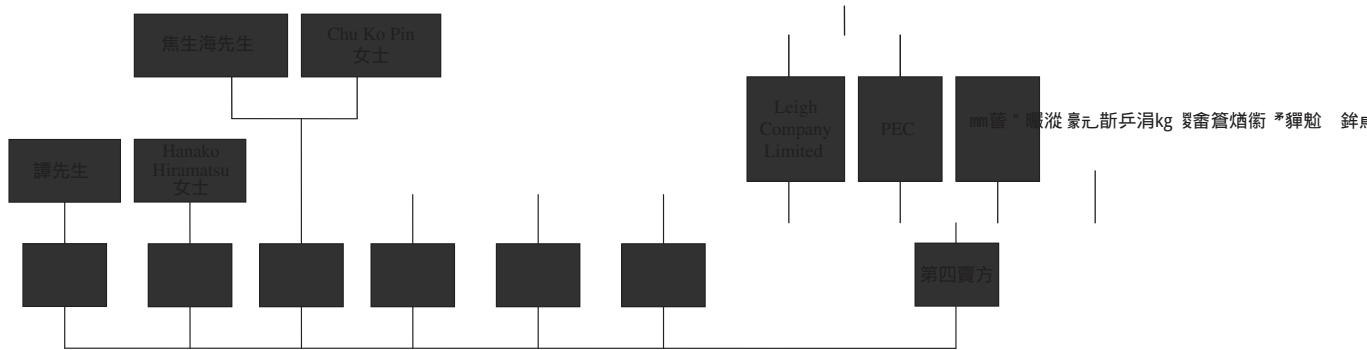 焦生海先生
Chu Ko Pin
女士
Leigh
Company
Limited
PEC
譚先生
Hanako
Hiramatsu
女士
第四賣方